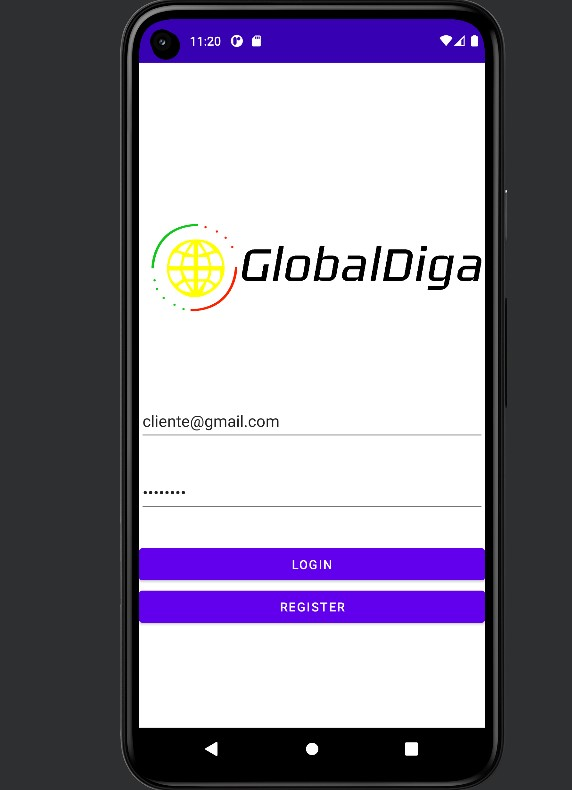 11:20
GlobalDiga
cliente@gmail.com
••••••••
LOGIN
REGISTER